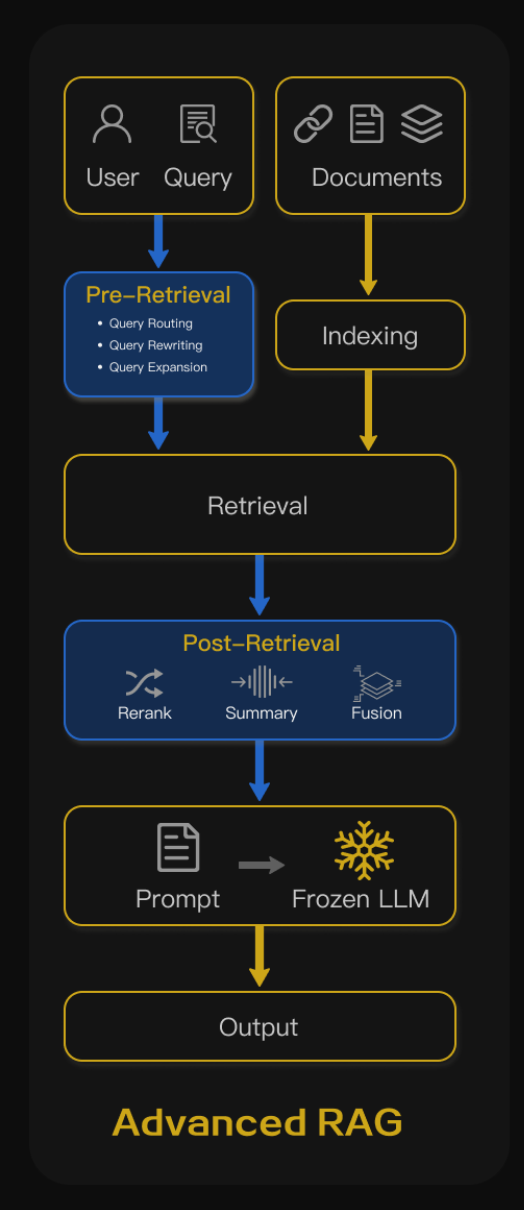 User Query
Documents
Pre-Retrieval
• Query Routing
• Query Rewriting
• Query Expansion
Indexing
Retrieval
Post-Retrieval
Rerank Summary Fusion
Prompt Frozen LLM
Output
Advanced RAG